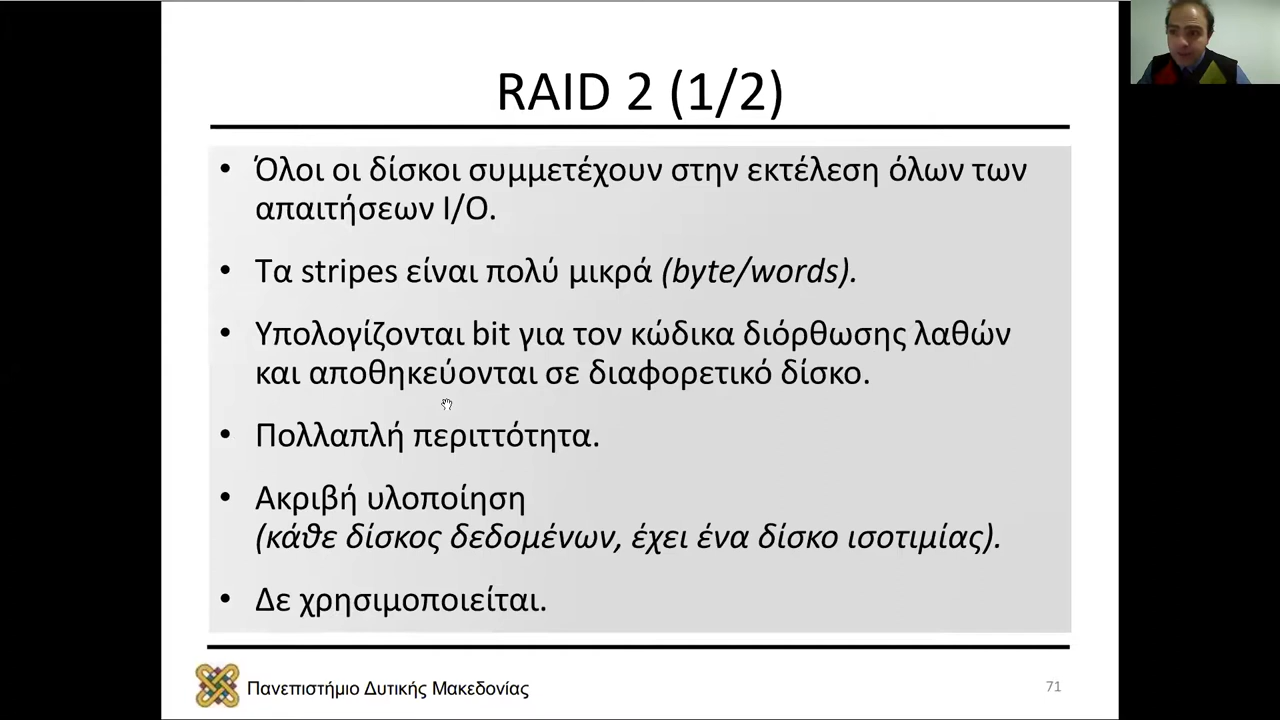 RAID 2 (1/2)
• Όλοι οι δίσκοι συμμετέχουν στην εκτέλεση όλων των
απαιτήσεων I/O.
• Τα stripes είναι πολύ μικρά (byte/words).
• Υπολογίζονται bit για τον κώδικα διόρθωσης λαθών
και αποθηκεύονται σε διαφορετικό δίσκο.
• Πολλαπλή περιττότητα.
• Ακριβή υλοποίηση
(κάθε δίσκος δεδομένων, έχει ένα δίσκο ισοτιμίας).
• Δε χρησιμοποιείται.
Πανεπιστήμιο Δυτικής Μακεδονίας
71